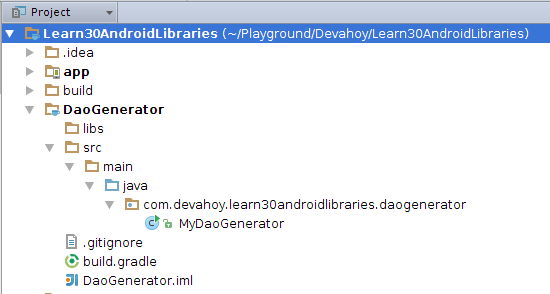 Project
Learn30AndroidLibraries (~/Playground/Devahoy/Learn30AndroidLibraries)
.idea
app
build
DaoGenerator
libs
src
main
java
com.devahoy.learn30androidlibraries.daogenerator
MyDaoGenerator
.gitignore
build.gradle
DaoGenerator.iml